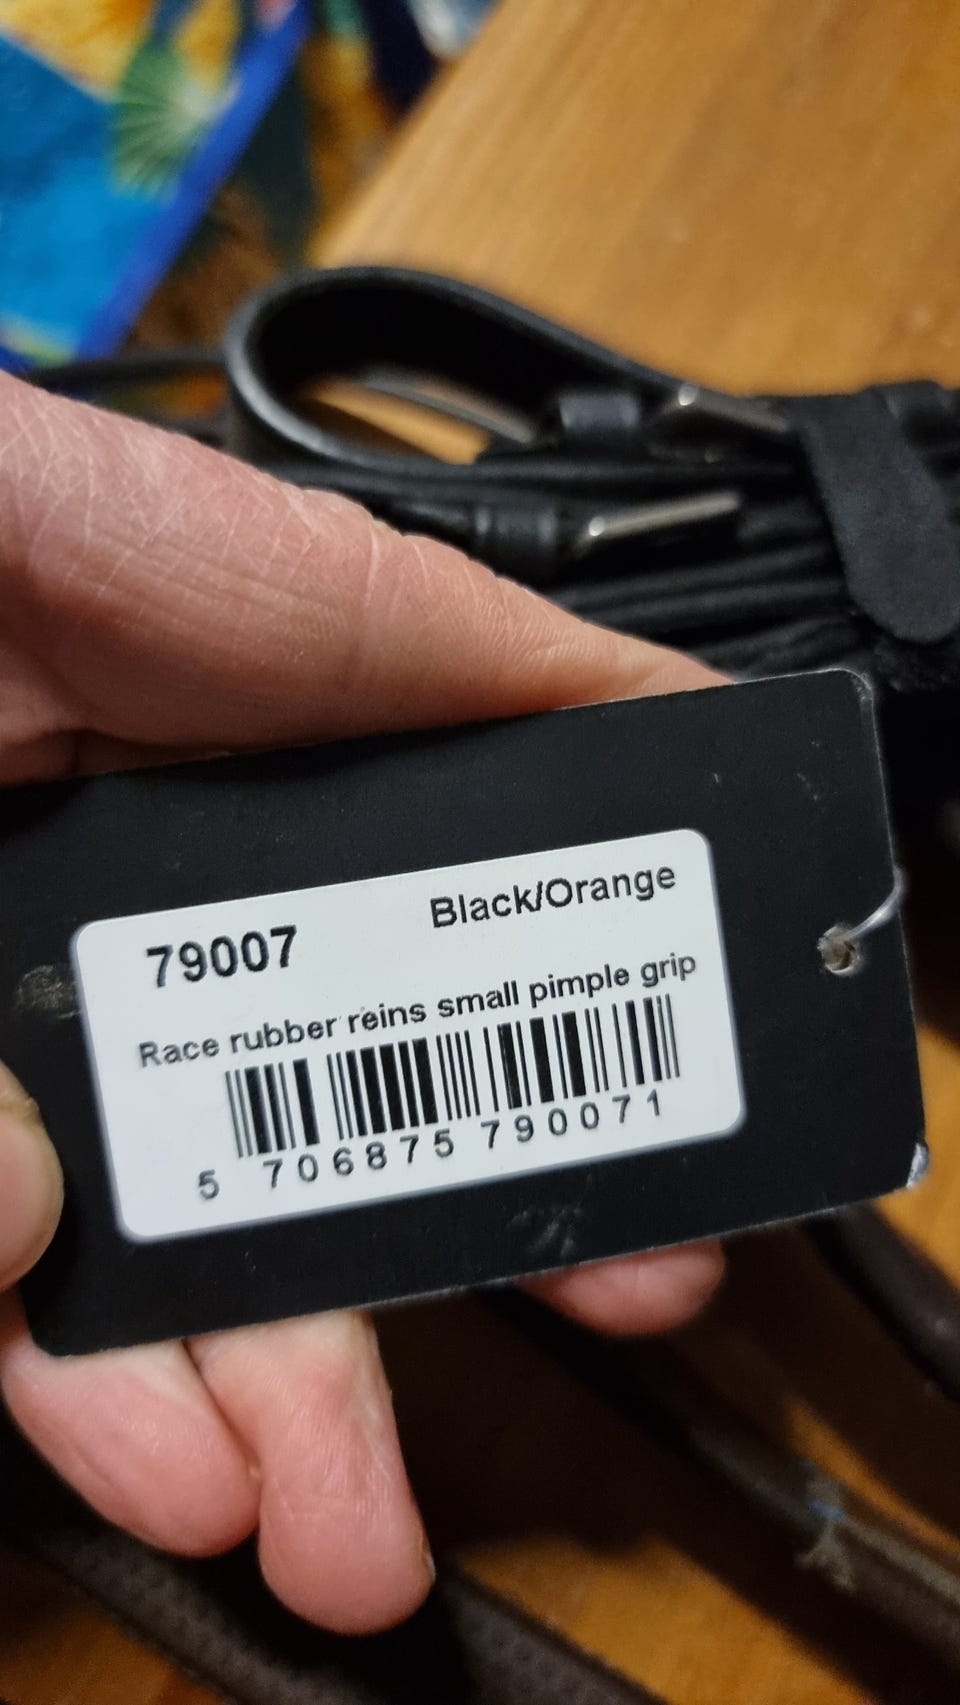 79007 Black/Orange
Race rubber reins small pimple grip
5 706875 790071